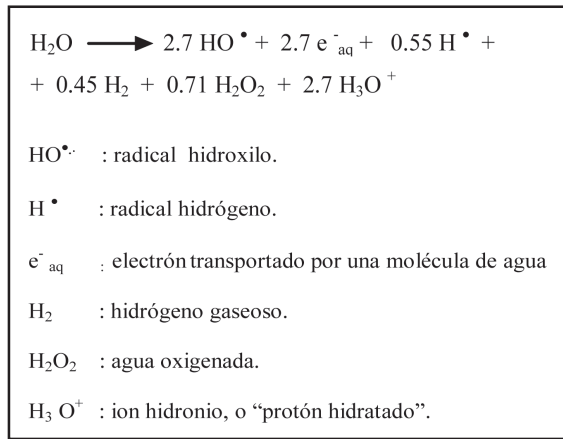 H₂O ⟶ 2.7 HO• + 2.7 e⁻aq + 0.55 H• +
+ 0.45 H₂ + 0.71 H₂O₂ + 2.7 H₃O⁺
HO• : radical hidroxilo.
H• : radical hidrógeno.
e⁻aq : electrón transportado por una molécula de agua
H₂ : hidrógeno gaseoso.
H₂O₂ : agua oxigenada.
H₃ O⁺ : ion hidronio, o “protón hidratado”.